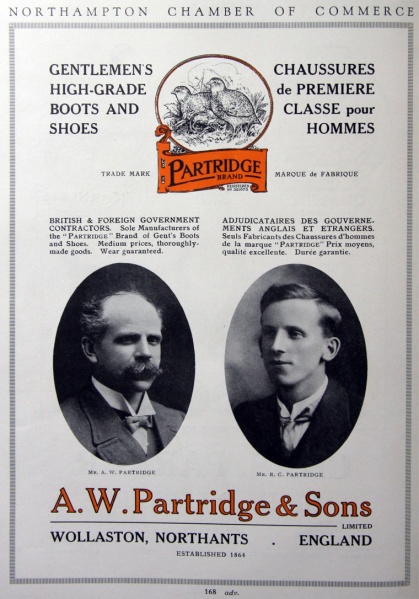 NORTHAMPTON CHAMBER OF COMMERCE
GENTLEMEN'S
HIGH-GRADE
BOOTS AND
SHOES
CHAUSSURES
de PREMIERE
CLASSE pour
HOMMES
TRADE MARK
PARTRIDGE
BRAND
REGISTERED
MARQUE de FABRIQUE
BRITISH & FOREIGN GOVERNMENT
CONTRACTORS. Sole Manufacturers of
the "PARTRIDGE" Brand of Gent's Boots
and Shoes. Medium prices, thoroughly-
made goods. Wear guaranteed.
ADJUDICATAIRES DES GOUVERNE-
MENTS ANGLAIS ET ETRANGERS.
Seuls Fabricants des Chaussures d'hommes
de la marque "PARTRIDGE" Prix moyens,
qualité excellente. Durée garantie.
MR. A. W. PARTRIDGE
MR. R. C. PARTRIDGE
A. W. Partridge & Sons
LIMITED
WOLLASTON, NORTHANTS . ENGLAND
ESTABLISHED 1864
168 adv.